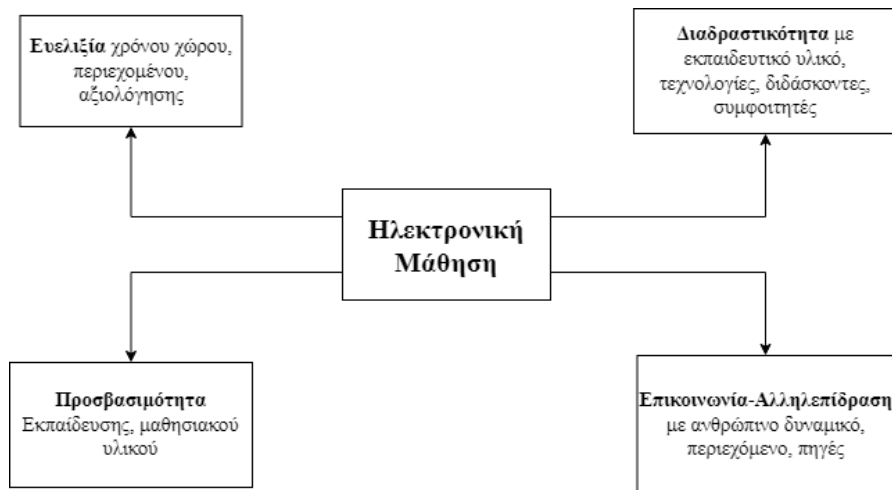 Ευελιξία χρόνου χώρου,
περιεχομένου,
αξιολόγησης
Διαδραστικότητα με
εκπαιδευτικό υλικό,
τεχνολογίες, διδάσκοντες,
συμφοιτητές
Ηλεκτρονική
Μάθηση
Προσβασιμότητα
Εκπαίδευσης, μαθησιακού
υλικού
Επικοινωνία-Αλληλεπίδραση
με ανθρώπινο δυναμικό,
περιεχόμενο, πηγές